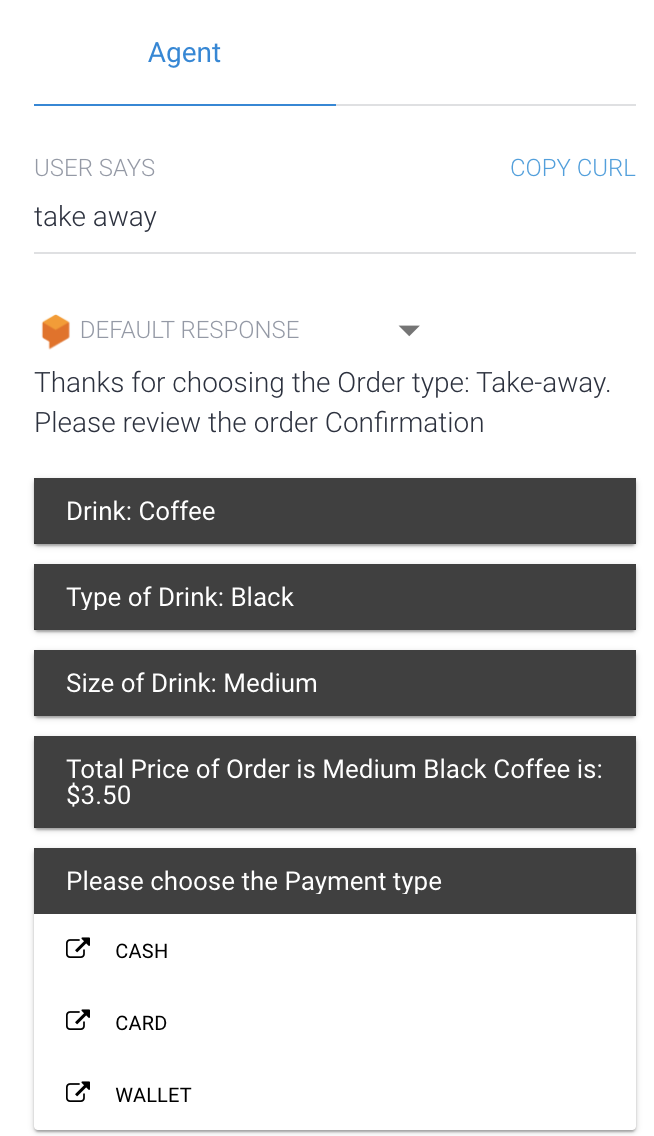 Agent
USER SAYS
COPY CURL
take away
DEFAULT RESPONSE
Thanks for choosing the Order type: Take-away.
Please review the order Confirmation
Drink: Coffee
Type of Drink: Black
Size of Drink: Medium
Total Price of Order is Medium Black Coffee is:
$3.50
Please choose the Payment type
CASH
CARD
WALLET